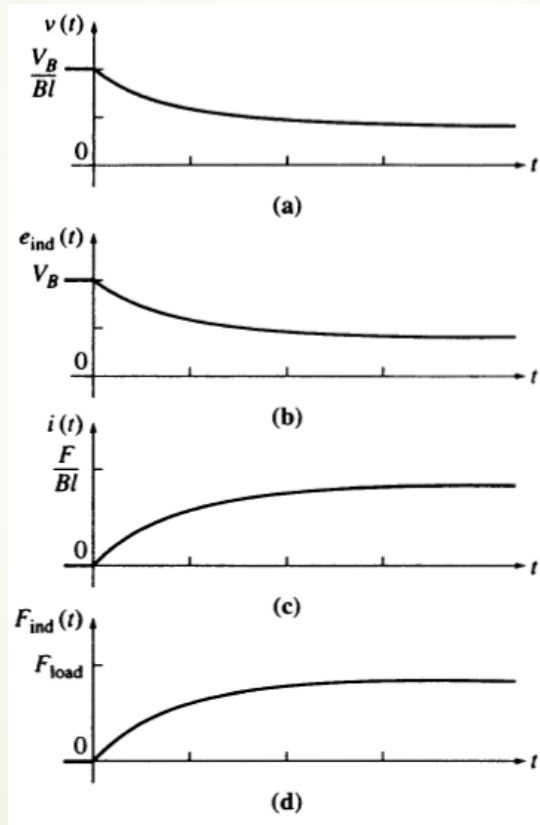 v(t)
V_B
Bl
0
t
(a)
e_ind(t)
V_B
0
t
(b)
i(t)
F
Bl
0
t
(c)
F_ind(t)
F_load
0
t
(d)